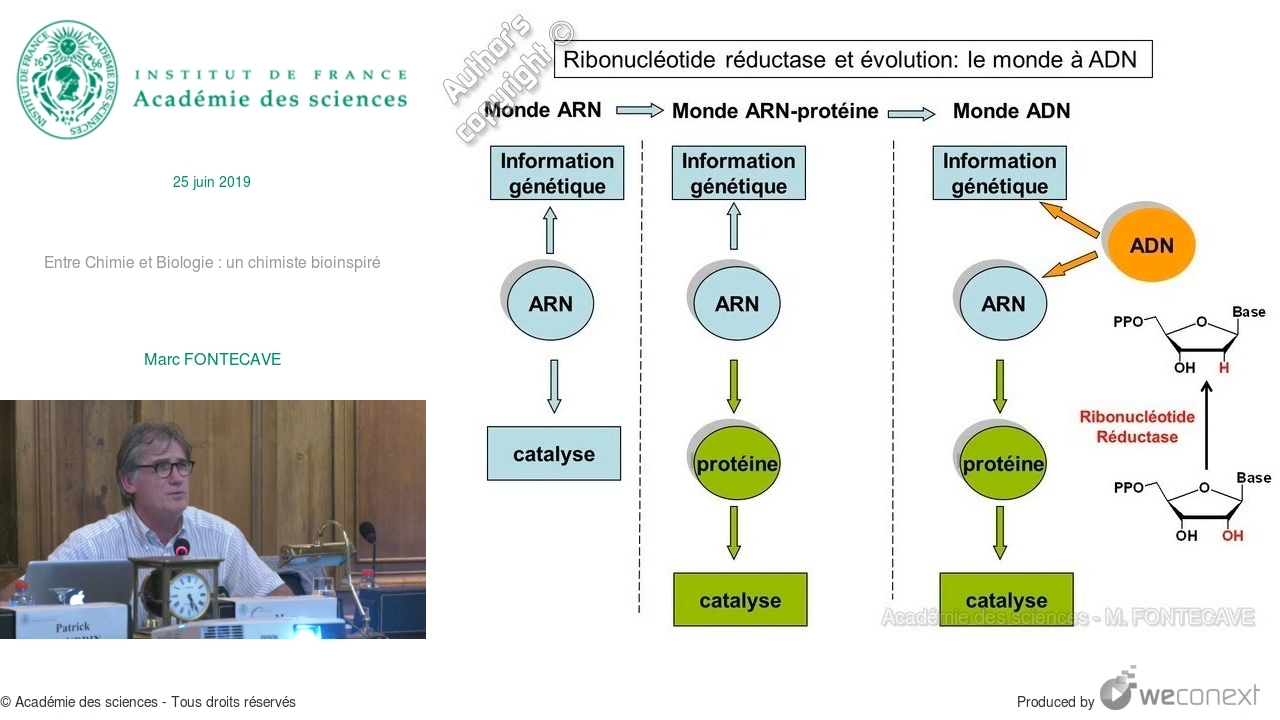 INSTITUT DE FRANCE
Académie des sciences
25 juin 2019
Entre Chimie et Biologie : un chimiste bioinspiré
Marc FONTECAVE
Patrick
EPSON
Author's
copyright ©
Ribonucléotide réductase et évolution: le monde à ADN
Monde ARN
Monde ARN-protéine
Monde ADN
Information
génétique
ARN
catalyse
Information
génétique
ARN
protéine
catalyse
Information
génétique
ADN
ARN
protéine
catalyse
PPO
O
Base
OH
H
Ribonucléotide
Réductase
PPO
O
Base
OH
OH
Académie des sciences - M. FONTECAVE
© Académie des sciences - Tous droits réservés
Produced by
weconext